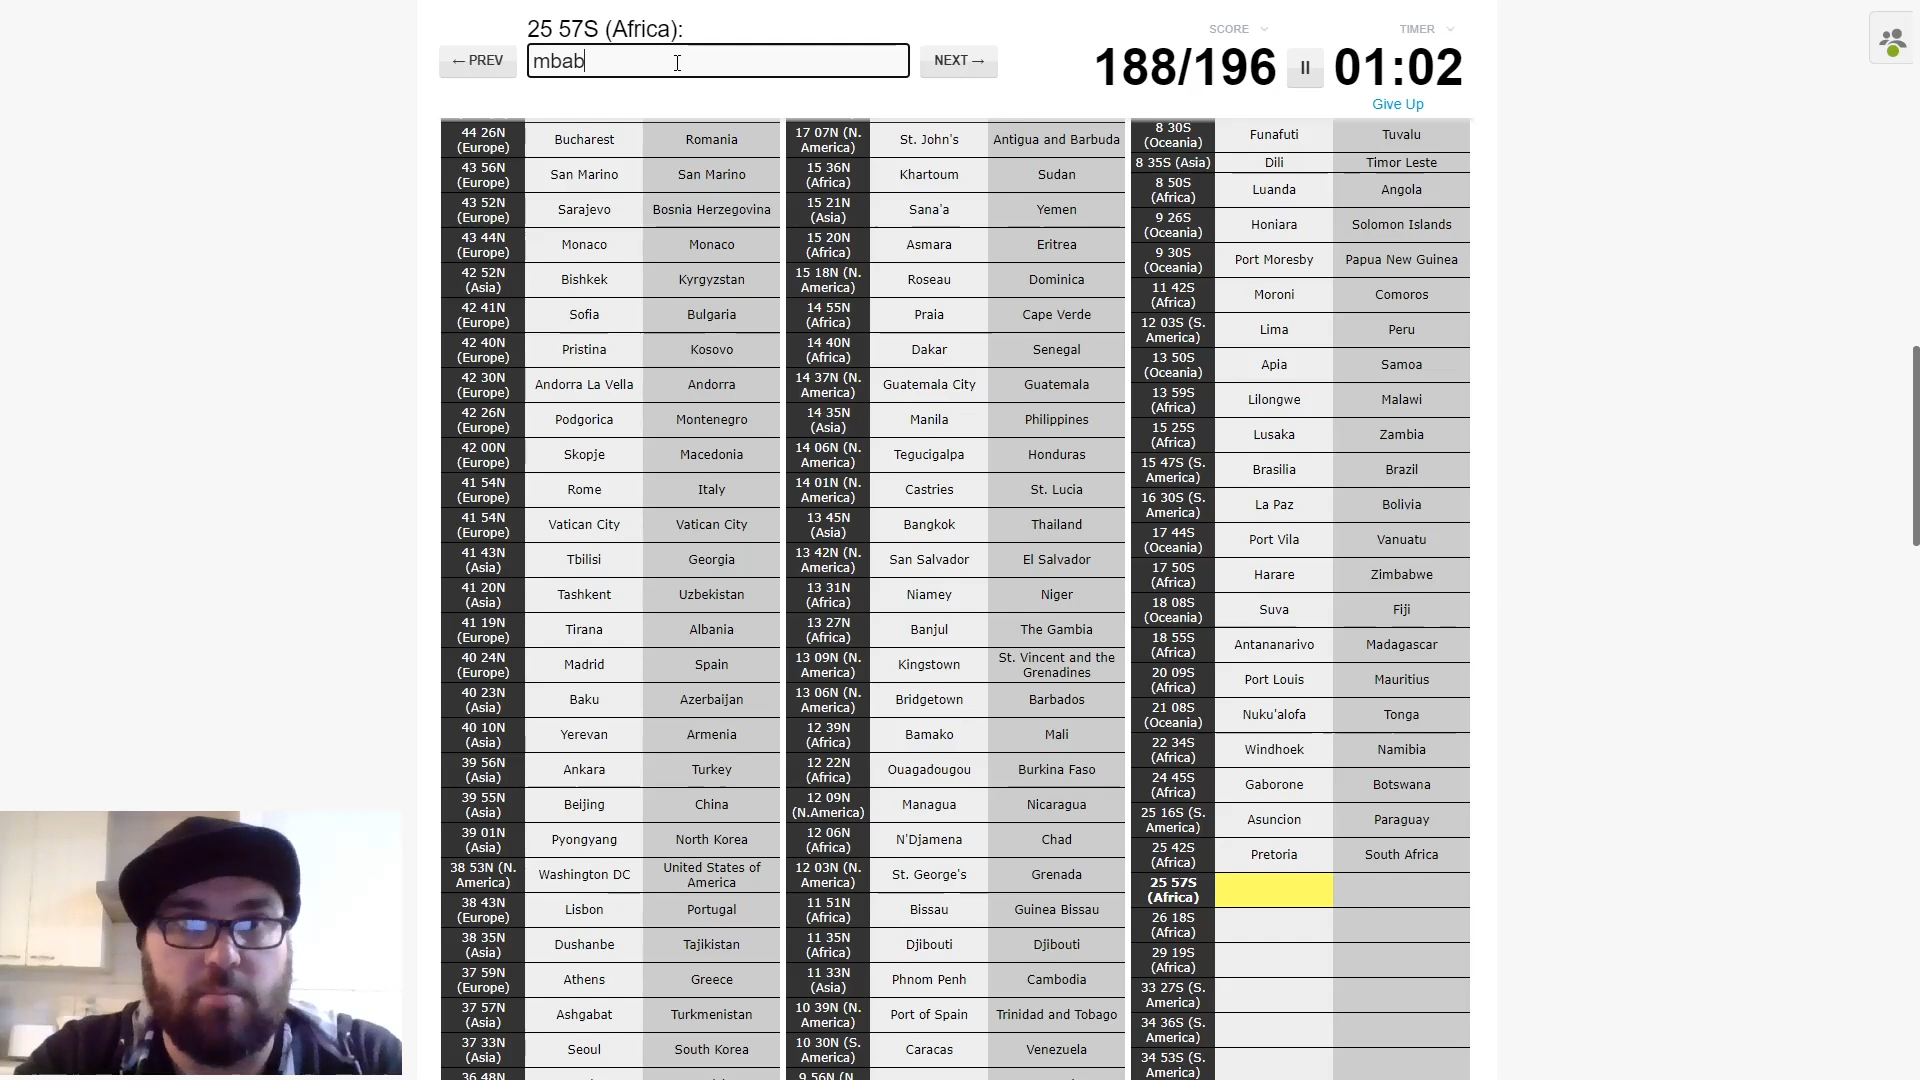 25 57S (Africa):
← PREV
mbab
NEXT →
SCORE
188/196
TIMER
01:02
Give Up
44 26N (Europe) Bucharest Romania
43 56N (Europe) San Marino San Marino
43 52N (Europe) Sarajevo Bosnia Herzegovina
43 44N (Europe) Monaco Monaco
42 52N (Asia) Bishkek Kyrgyzstan
42 41N (Europe) Sofia Bulgaria
42 40N (Europe) Pristina Kosovo
42 30N (Europe) Andorra La Vella Andorra
42 26N (Europe) Podgorica Montenegro
42 00N (Europe) Skopje Macedonia
41 54N (Europe) Rome Italy
41 54N (Europe) Vatican City Vatican City
41 43N (Asia) Tbilisi Georgia
41 20N (Asia) Tashkent Uzbekistan
41 19N (Europe) Tirana Albania
40 24N (Europe) Madrid Spain
40 23N (Asia) Baku Azerbaijan
40 10N (Asia) Yerevan Armenia
39 56N (Asia) Ankara Turkey
39 55N (Asia) Beijing China
39 01N (Asia) Pyongyang North Korea
38 53N (N. America) Washington DC United States of America
38 43N (Europe) Lisbon Portugal
38 35N (Asia) Dushanbe Tajikistan
37 59N (Europe) Athens Greece
37 57N (Asia) Ashgabat Turkmenistan
37 33N (Asia) Seoul South Korea
36 48N
17 07N (N. America) St. John's Antigua and Barbuda
15 36N (Africa) Khartoum Sudan
15 21N (Asia) Sana'a Yemen
15 20N (Africa) Asmara Eritrea
15 18N (N. America) Roseau Dominica
14 55N (Africa) Praia Cape Verde
14 40N (Africa) Dakar Senegal
14 37N (N. America) Guatemala City Guatemala
14 35N (Asia) Manila Philippines
14 06N (N. America) Tegucigalpa Honduras
14 01N (N. America) Castries St. Lucia
13 45N (Asia) Bangkok Thailand
13 42N (N. America) San Salvador El Salvador
13 31N (Africa) Niamey Niger
13 27N (Africa) Banjul The Gambia
13 09N (N. America) Kingstown St. Vincent and the Grenadines
13 06N (N. America) Bridgetown Barbados
12 39N (Africa) Bamako Mali
12 22N (Africa) Ouagadougou Burkina Faso
12 09N (N.America) Managua Nicaragua
12 06N (Africa) N'Djamena Chad
12 03N (N. America) St. George's Grenada
11 51N (Africa) Bissau Guinea Bissau
11 35N (Africa) Djibouti Djibouti
11 33N (Asia) Phnom Penh Cambodia
10 39N (N. America) Port of Spain Trinidad and Tobago
10 30N (S. America) Caracas Venezuela
9 56N (N.
8 30S (Oceania) Funafuti Tuvalu
8 35S (Asia) Dili Timor Leste
8 50S (Africa) Luanda Angola
9 26S (Oceania) Honiara Solomon Islands
9 30S (Oceania) Port Moresby Papua New Guinea
11 42S (Africa) Moroni Comoros
12 03S (S. America) Lima Peru
13 50S (Oceania) Apia Samoa
13 59S (Africa) Lilongwe Malawi
15 25S (Africa) Lusaka Zambia
15 47S (S. America) Brasilia Brazil
16 30S (S. America) La Paz Bolivia
17 44S (Oceania) Port Vila Vanuatu
17 50S (Africa) Harare Zimbabwe
18 08S (Oceania) Suva Fiji
18 55S (Africa) Antananarivo Madagascar
20 09S (Africa) Port Louis Mauritius
21 08S (Oceania) Nuku'alofa Tonga
22 34S (Africa) Windhoek Namibia
24 45S (Africa) Gaborone Botswana
25 16S (S. America) Asuncion Paraguay
25 42S (Africa) Pretoria South Africa
25 57S (Africa)
26 18S (Africa)
29 19S (Africa)
33 27S (S. America)
34 36S (S. America)
34 53S (S. America)